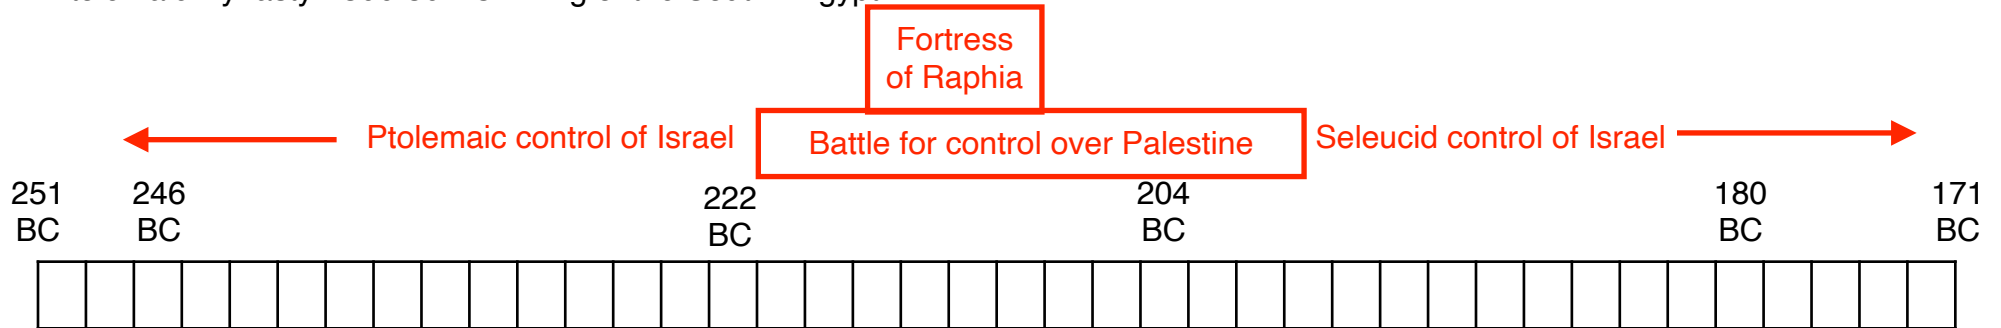 Fortress
of Raphia
Ptolemaic control of Israel
Battle for control over Palestine
Seleucid control of Israel
251
BC
246
BC
222
BC
204
BC
180
BC
171
BC